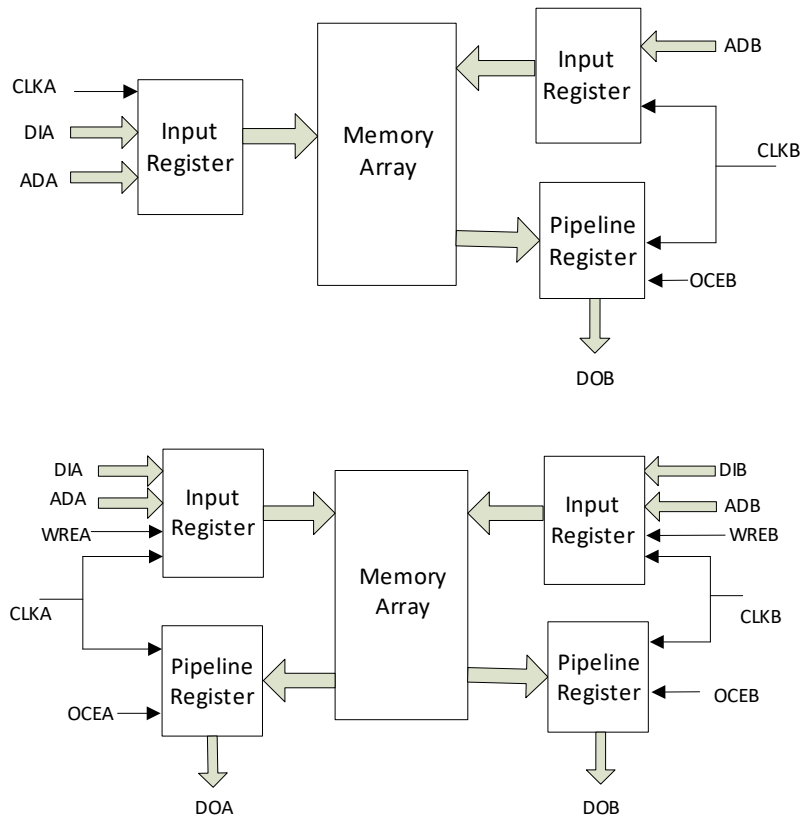 CLKA
DIA
ADA
Input
Register
Memory
Array
Input
Register
ADB
CLKB
Pipeline
Register
OCEB
DOB
DIA
ADA
WREA
CLKA
OCEA
Input
Register
Pipeline
Register
DOA
Memory
Array
Input
Register
DIB
ADB
WREB
CLKB
Pipeline
Register
OCEB
DOB